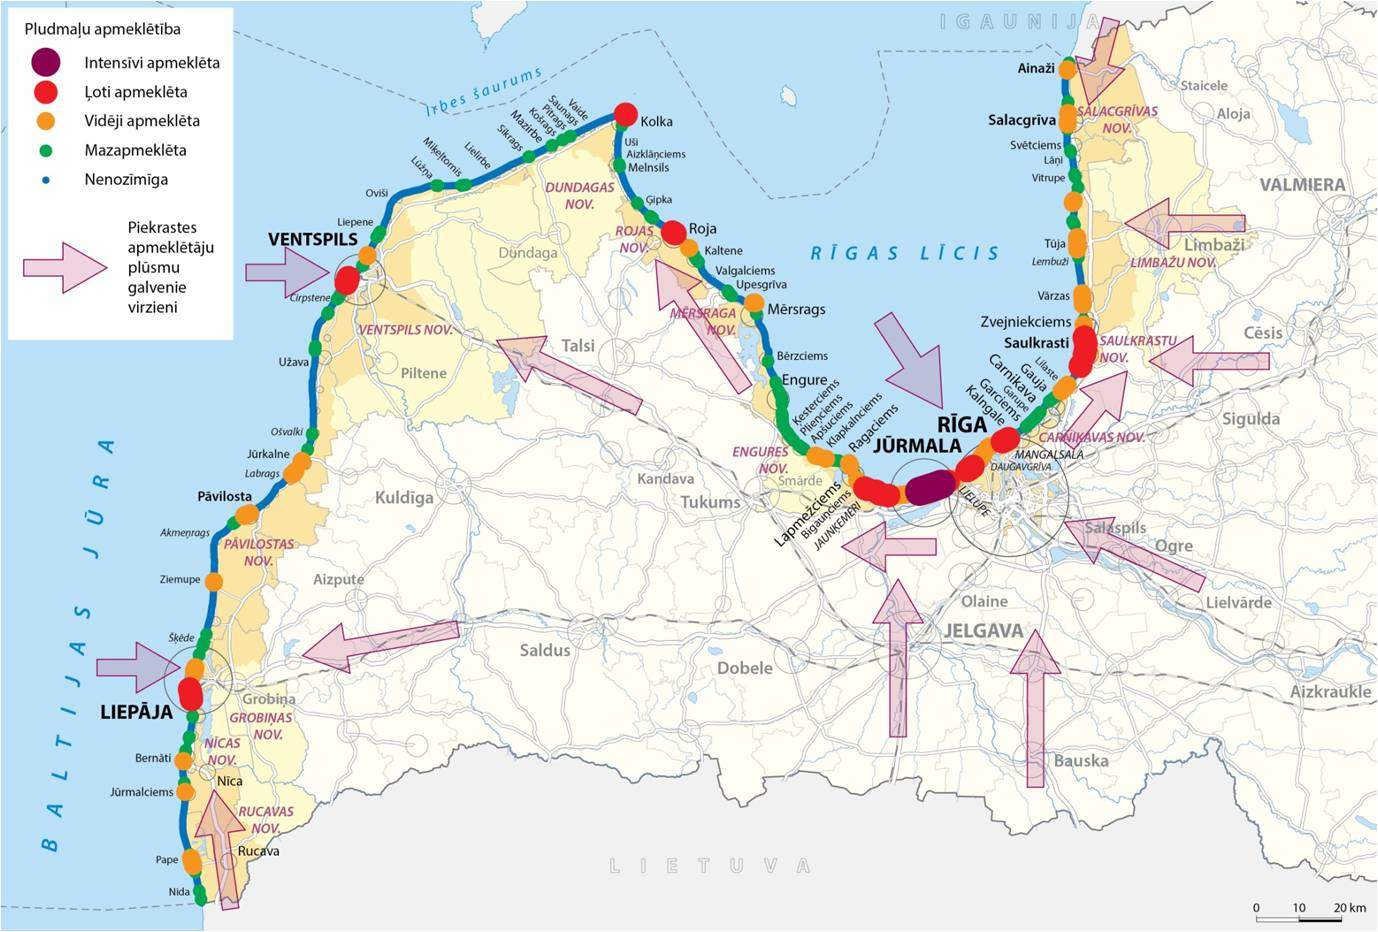 Pludmaļu apmeklētība
Intensīvi apmeklēta
Ļoti apmeklēta
Vidēji apmeklēta
Mazapmeklēta
Nenozīmīga
Piekrastes
apmeklētāju
plūsmu
galvenie
virzieni
IGAUNIJA
Irbes šaurums
RĪGAS LĪCIS
BALTIJAS JŪRA
LIETUVA
Ainaži
Staicele
Aloja
Salacgrīva
SALACGRĪVAS
NOV.
Svētciems
Lāņi
Vitrupe
VALMIERA
Tūja
Lembuži
Limbaži
LIMBAŽU NOV.
Vārzas
Zvejniekciems
Saulkrasti
SAULKRASTU
NOV.
Cēsis
Lilaste
Gauja
Carnikava
Garupe
Garciems
Kalngale
Sigulda
CARNIKAVAS NOV.
RĪGA
JŪRMALA
MANGAĻSALA
DAUGAVGRĪVA
LIELUPE
Salaspils
Ogre
Lielvārde
Olaine
JELGAVA
Aizkraukle
Bauska
Dobele
Saldus
Vaide
Saunags
Pitrags
Košrags
Mazirbe
Sīkrags
Lielirbe
Miķeļtornis
Lūžņa
Oviši
Liepene
VENTSPILS
Cirpstene
Kolka
Uši
Aizklāņciems
Melnsils
Ģipka
DUNDAGAS
NOV.
Dundaga
ROJAS
NOV.
Roja
Kaltene
Valgalciems
Upesgrīva
Mērsrags
MĒRSRAGA
NOV.
Bērzciems
Engure
Ķesterciems
Plieņciems
Apšuciems
Klapkalnciems
Ragaciems
ENGURES
NOV.
Smārde
Lapmežciems
Bigauņciems
JAUNĶEMERI
Tukums
Kandava
Talsi
VENTSPILS NOV.
Piltene
Užava
Ošvalki
Jūrkalne
Labrags
Pāvilosta
Akmeņrags
PĀVILOSTAS
NOV.
Kuldīga
Aizpute
Ziemupe
Šķēde
LIEPĀJA
Grobiņa
GROBIŅAS
NOV.
NĪCAS
NOV.
Bernāti
Nīca
Jūrmalciems
RUCAVAS
NOV.
Rucava
Pape
Nida
0 10 20 km